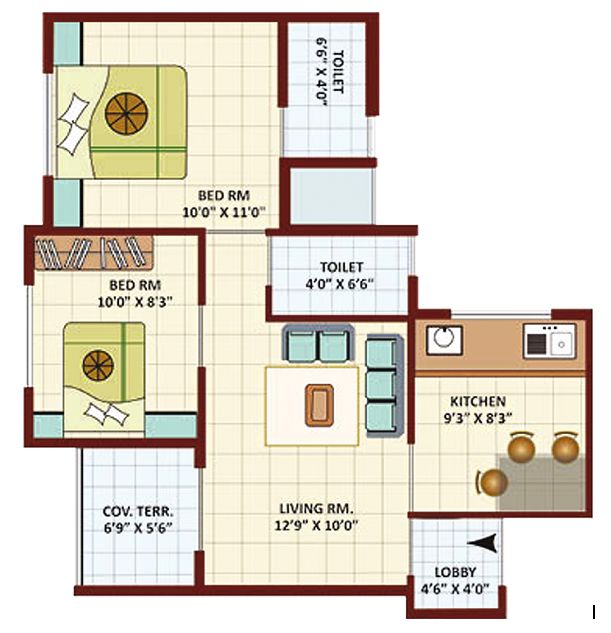 TOILET
6'6" X 4'0"
BED RM
10'0" X 11'0"
TOILET
4'0" X 6'6"
BED RM
10'0" X 8'3"
KITCHEN
9'3" X 8'3"
COV. TERR.
6'9" X 5'6"
LIVING RM.
12'9" X 10'0"
LOBBY
4'6" X 4'0"